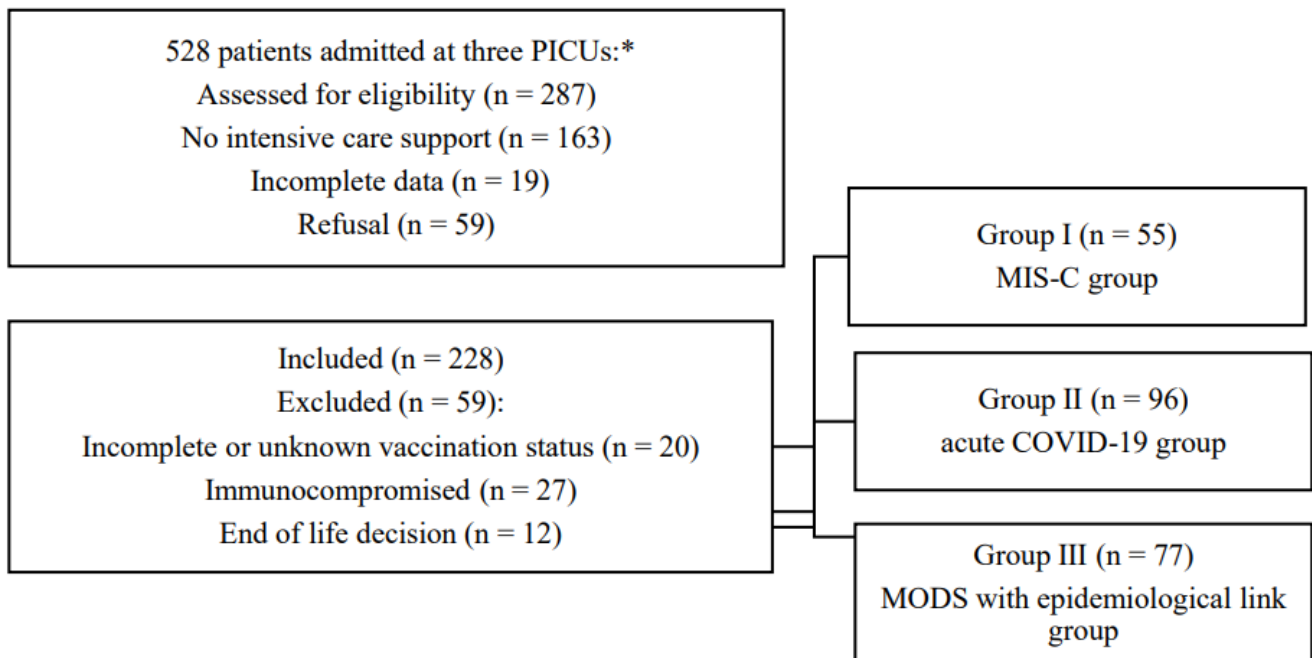 528 patients admitted at three PICUs:*
Assessed for eligibility (n = 287)
No intensive care support (n = 163)
Incomplete data (n = 19)
Refusal (n = 59)
Included (n = 228)
Excluded (n = 59):
Incomplete or unknown vaccination status (n = 20)
Immunocompromised (n = 27)
End of life decision (n = 12)
Group I (n = 55)
MIS-C group
Group II (n = 96)
acute COVID-19 group
Group III (n = 77)
MODS with epidemiological link
group